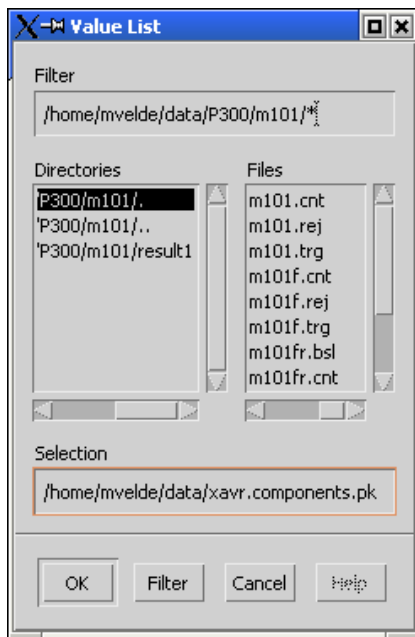 Value List
Filter
/home/mvelde/data/P300/m101/*
Directories
'P300/m101/.
'P300/m101/..
'P300/m101/result1
Files
m101.cnt
m101.rej
m101.trg
m101f.cnt
m101f.rej
m101f.trg
m101fr.bsl
m101fr.cnt
Selection
/home/mvelde/data/xavr.components.pk
OK Filter Cancel Help